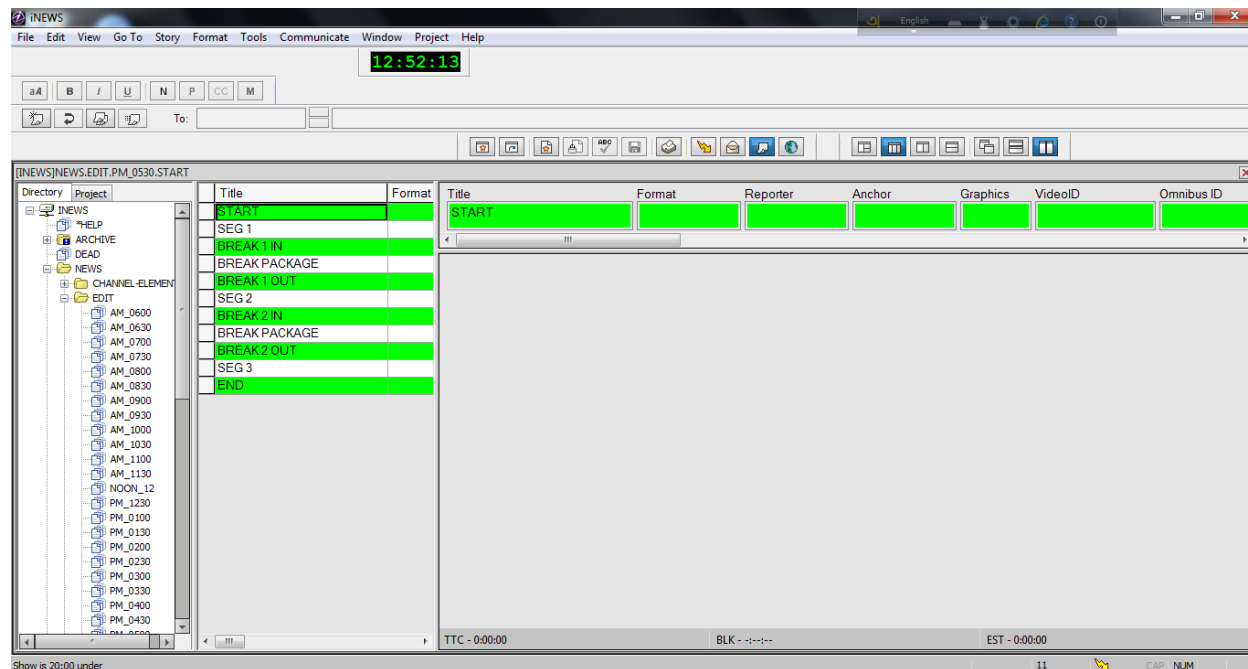 iNEWS
English
File Edit View Go To Story Format Tools Communicate Window Project Help
12:52:13
aA B I U N P CC M
To:
ABC
[INEWS]NEWS.EDIT.PM_0530.START
Directory Project
INEWS
*HELP
ARCHIVE
DEAD
NEWS
CHANNEL-ELEMEN
EDIT
AM_0600
AM_0630
AM_0700
AM_0730
AM_0800
AM_0830
AM_0900
AM_0930
AM_1000
AM_1030
AM_1100
AM_1130
NOON_12
PM_1230
PM_0100
PM_0130
PM_0200
PM_0230
PM_0300
PM_0330
PM_0400
PM_0430
Title Format
START
SEG 1
BREAK 1 IN
BREAK PACKAGE
BREAK 1 OUT
SEG 2
BREAK 2 IN
BREAK PACKAGE
BREAK 2 OUT
SEG 3
END
Title Format Reporter Anchor Graphics VideoID Omnibus ID
START
TTC - 0:00:00 BLK - -:--:-- EST - 0:00:00
Show is 20:00 under 11 CAP NUM